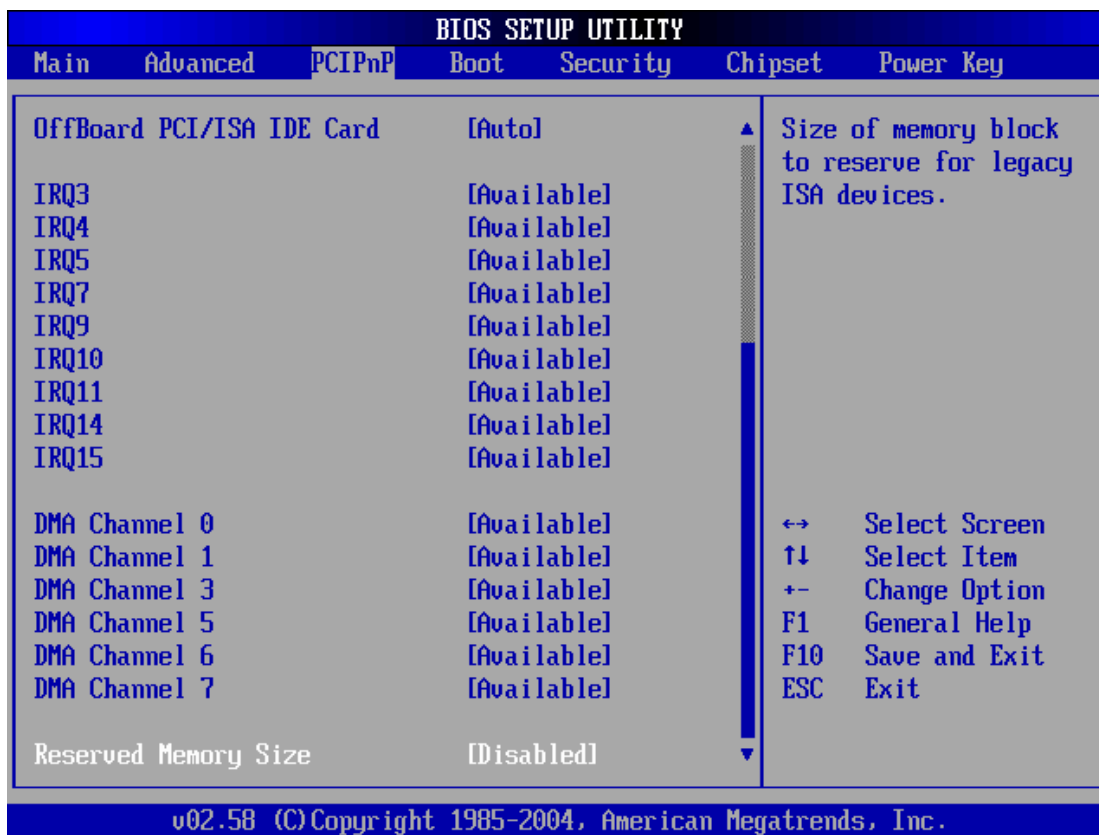 BIOS SETUP UTILITY
Main Advanced PCIPnP Boot Security Chipset Power Key
OffBoard PCI/ISA IDE Card [Auto]
IRQ3 [Available]
IRQ4 [Available]
IRQ5 [Available]
IRQ7 [Available]
IRQ9 [Available]
IRQ10 [Available]
IRQ11 [Available]
IRQ14 [Available]
IRQ15 [Available]
DMA Channel 0 [Available]
DMA Channel 1 [Available]
DMA Channel 3 [Available]
DMA Channel 5 [Available]
DMA Channel 6 [Available]
DMA Channel 7 [Available]
Reserved Memory Size [Disabled]
Size of memory block
to reserve for legacy
ISA devices.
↔ Select Screen
↑↓ Select Item
+- Change Option
F1 General Help
F10 Save and Exit
ESC Exit
v02.58 (C)Copyright 1985-2004, American Megatrends, Inc.